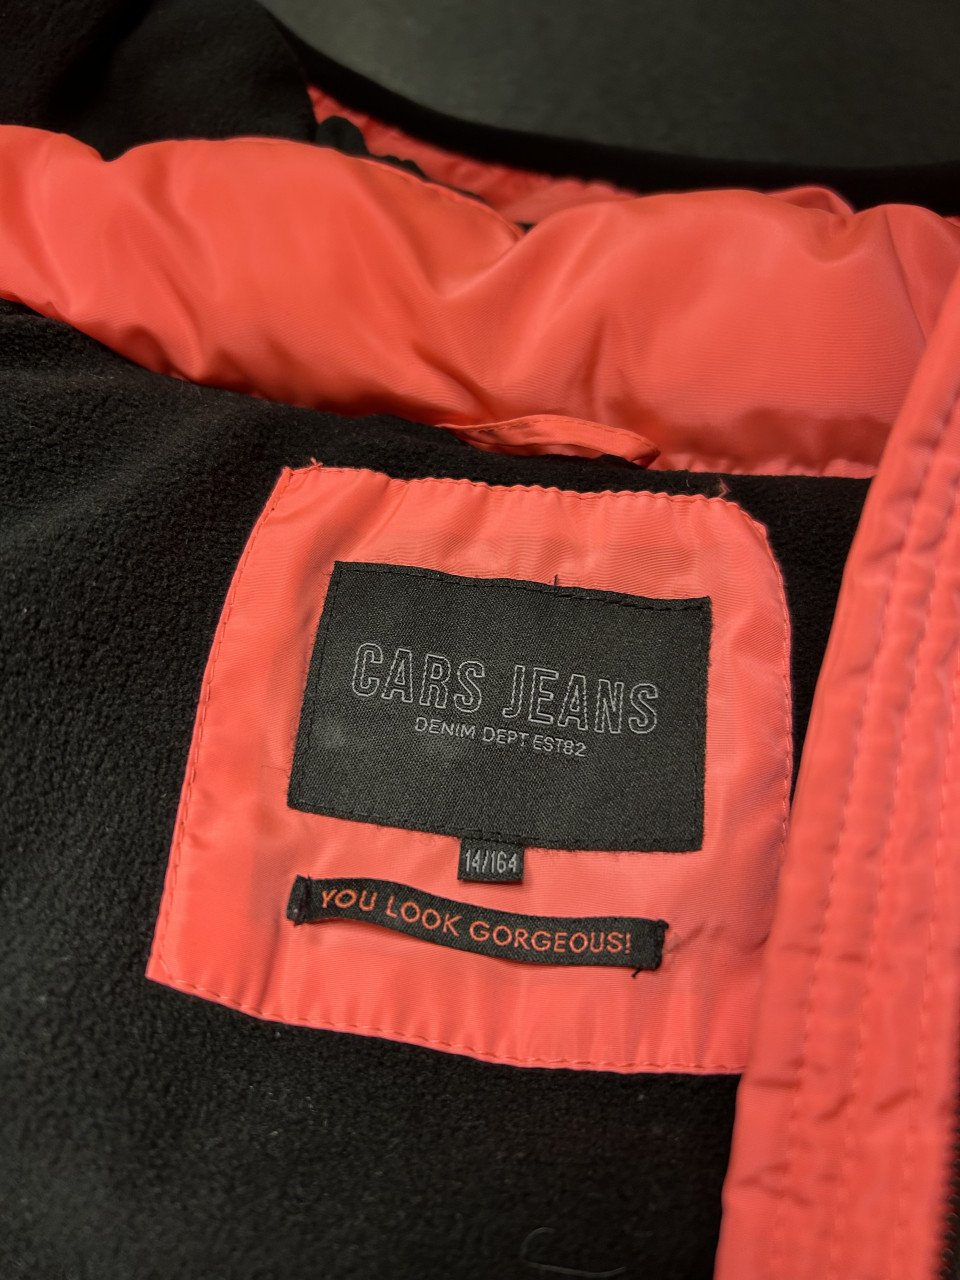 CARS JEANS
DENIM DEPT EST82
14/164
YOU LOOK GORGEOUS!